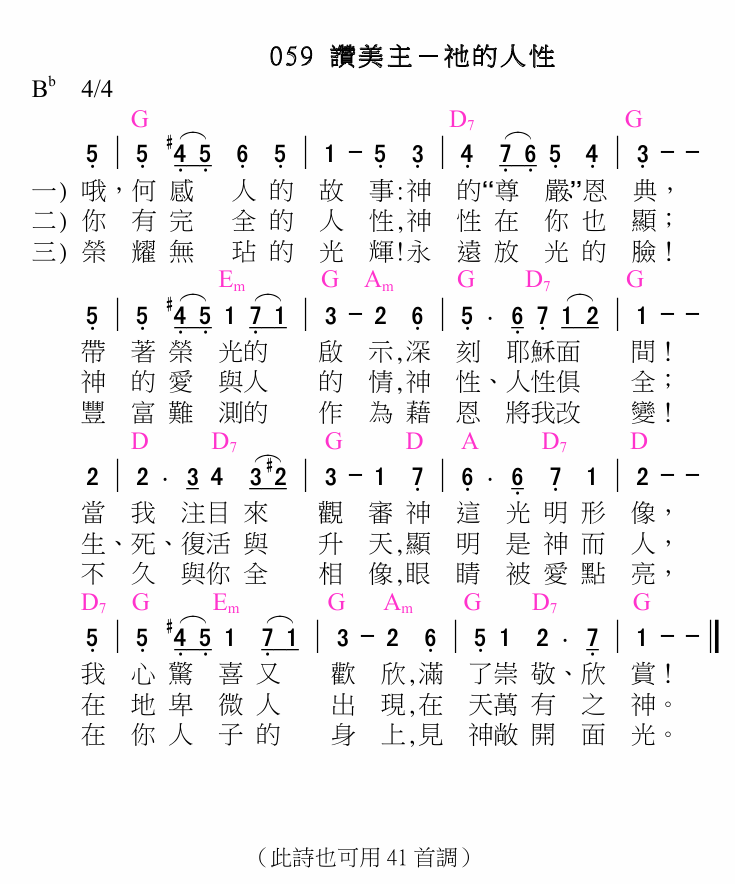 059 讚美主－祂的人性
B♭ 4/4
G D7 G
5 | 5 #4 5 6 5 | 1 － 5 3 | 4 7 6 5 4 | 3 － －
一) 哦，何 感 人 的 故 事:神 的“尊 嚴”恩 典，
二) 你 有 完 全 的 人 性,神 性 在 你 也 顯；
三) 榮 耀 無 玷 的 光 輝!永 遠 放 光 的 臉！
Em G Am G D7 G
5 | 5 #4 5 1 7 1 | 3 － 2 6 | 5 . 6 7 1 2 | 1 － －
帶 著 榮 光的 啟 示,深 刻 耶穌面 間！
神 的 愛 與人 的 情,神 性、人性俱 全；
豐 富 難 測的 作 為藉 恩 將我改 變！
D D7 G D A D7 D
2 | 2 . 3 4 3 #2 | 3 － 1 7 | 6 . 6 7 1 | 2 － －
當 我 注目 來 觀 審 神 這 光 明 形 像，
生、死、復活 與 升 天,顯 明 是 神 而 人，
不 久 與你 全 相 像,眼 睛 被 愛 點 亮，
D7 G Em G Am G D7 G
5 | 5 #4 5 1 7 1 | 3 － 2 6 | 5 1 2 . 7 | 1 － － ‖
我 心 驚 喜 又 歡 欣,滿 了崇 敬、欣 賞！
在 地 卑 微 人 出 現,在 天萬 有 之 神。
在 你 人 子 的 身 上,見 神敞 開 面 光。
（此詩也可用 41 首調）